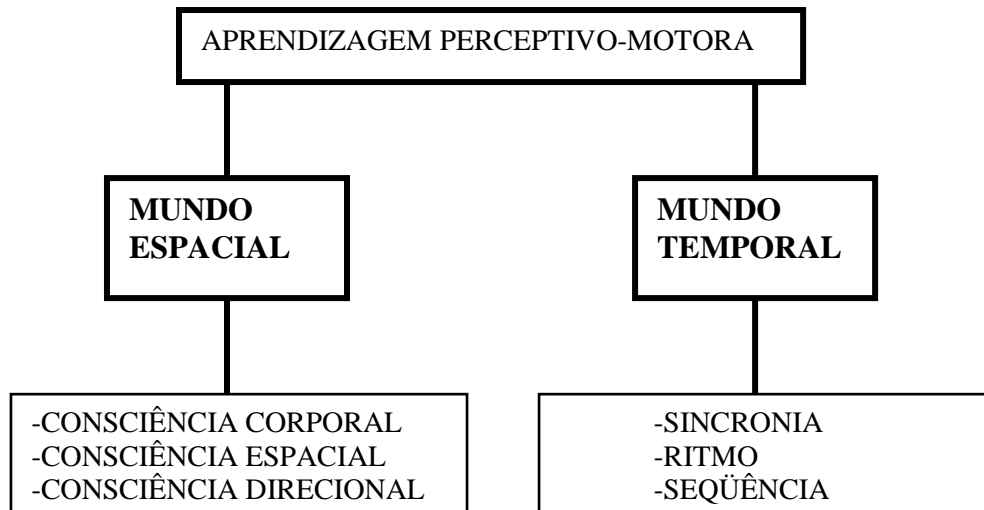 APRENDIZAGEM PERCEPTIVO-MOTORA
MUNDO
ESPACIAL
MUNDO
TEMPORAL
-CONSCIÊNCIA CORPORAL
-CONSCIÊNCIA ESPACIAL
-CONSCIÊNCIA DIRECIONAL
-SINCRONIA
-RITMO
-SEQÜÊNCIA